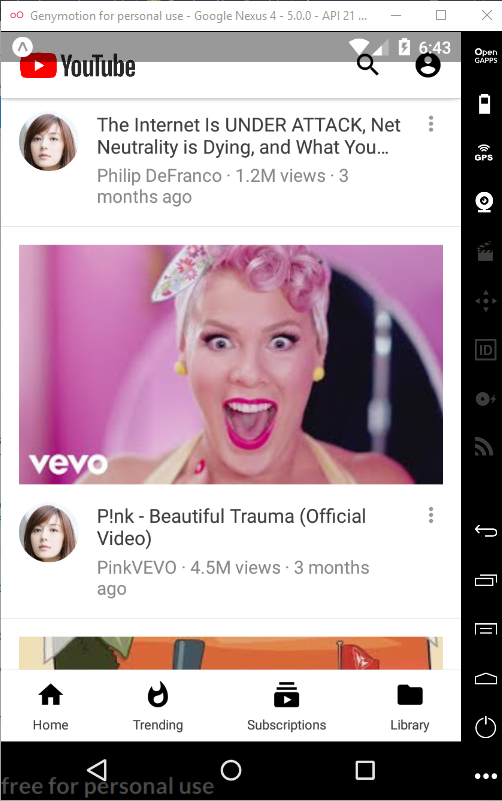 Genymotion for personal use - Google Nexus 4 - 5.0.0 - API 21 ...
Open
GAPPS
6:43
YouTube
GPS
The Internet Is UNDER ATTACK, Net
Neutrality is Dying, and What You...
Philip DeFranco · 1.2M views · 3
months ago
ID
vevo
P!nk - Beautiful Trauma (Official
Video)
PinkVEVO · 4.5M views · 3 months
ago
Home
Trending
Subscriptions
Library
free for personal use